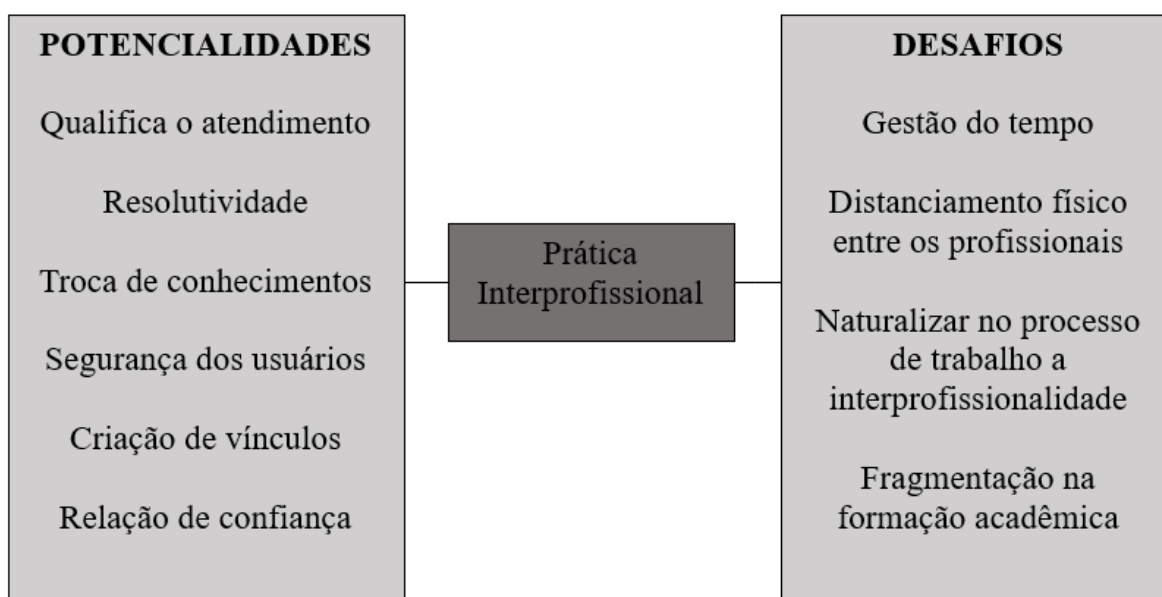 POTENCIALIDADES
Qualifica o atendimento
Resolutividade
Troca de conhecimentos
Segurança dos usuários
Criação de vínculos
Relação de confiança
Prática
Interprofissional
DESAFIOS
Gestão do tempo
Distanciamento físico
entre os profissionais
Naturalizar no processo
de trabalho a
interprofissionalidade
Fragmentação na
formação acadêmica